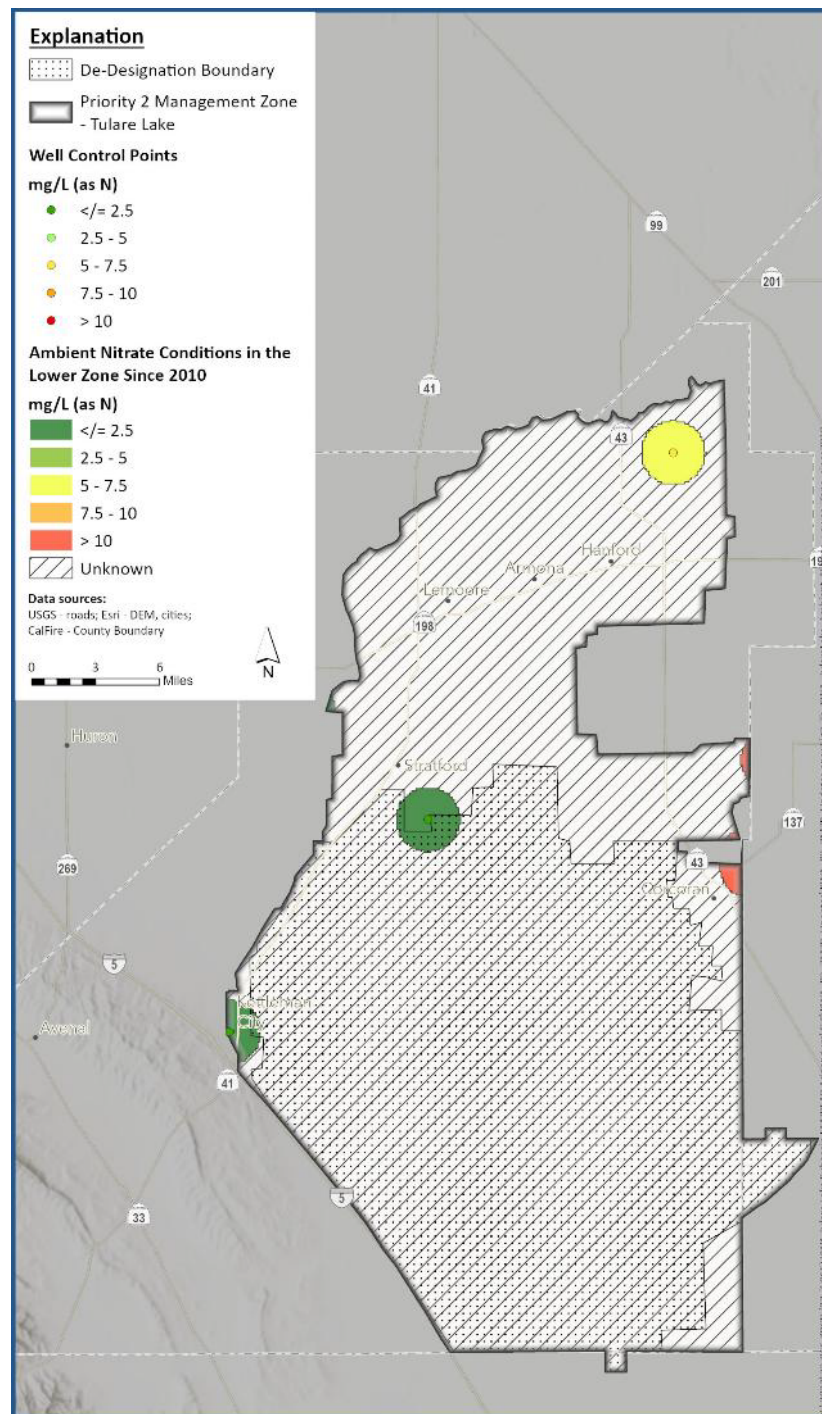 Explanation
De-Designation Boundary
Priority 2 Management Zone
- Tulare Lake
Well Control Points
mg/L (as N)
</= 2.5
2.5 - 5
5 - 7.5
7.5 - 10
> 10
Ambient Nitrate Conditions in the
Lower Zone Since 2010
mg/L (as N)
</= 2.5
2.5 - 5
5 - 7.5
7.5 - 10
> 10
Unknown
Data sources:
USGS - roads; Esri - DEM, cities;
CalFire - County Boundary
0 3 6
Miles
N
99
201
41
43
Hanford
Armona
19
Lemoore
198
Huron
Stratford
137
269
43
Corcoran
5
Kettleman
City
Avenal
41
5
33